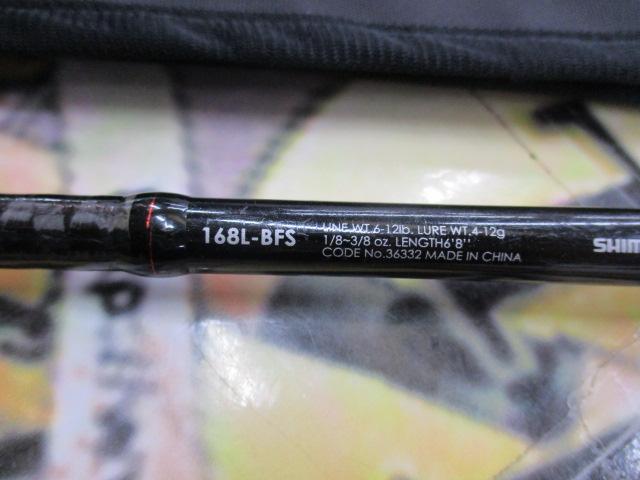 168L-BFS
LINE WT.6-12lb. LURE WT.4-12g
1/8~3/8 oz. LENGTH6'8''
CODE No.36332 MADE IN CHINA
SHIM